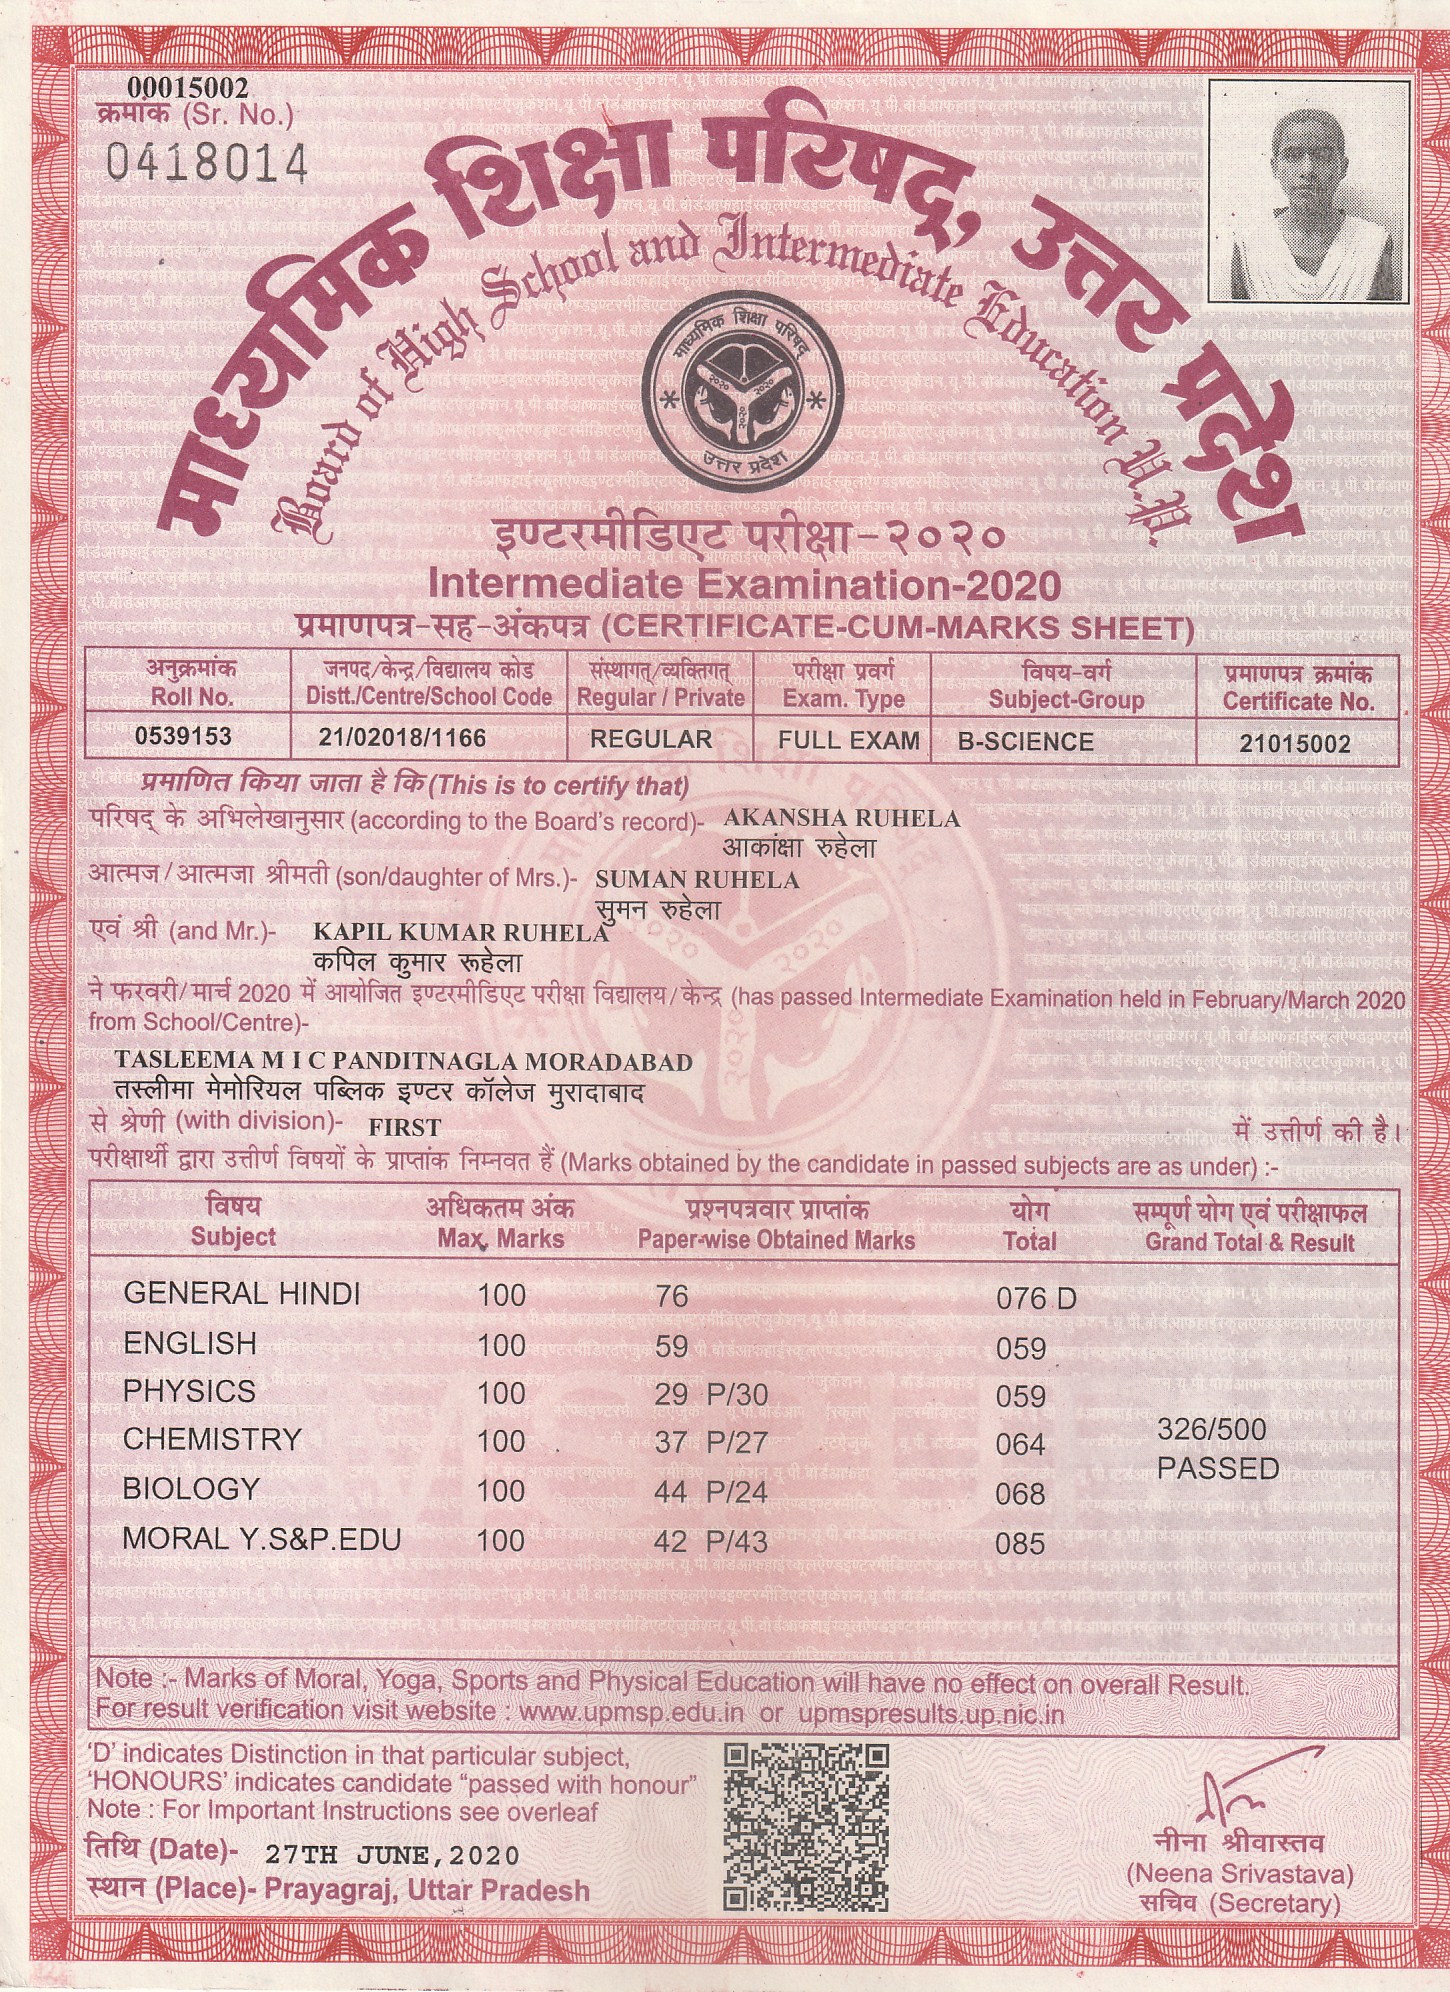 00015002
क्रमांक (Sr. No.)
0418014
माध्यमिक शिक्षा परिषद्, उत्तर प्रदेश
Board of High School and Intermediate Education U.P.
माध्यमिक शिक्षा परिषद्
२०२० २०२०
२०२०
उत्तर प्रदेश
इण्टरमीडिएट परीक्षा-२०२०
Intermediate Examination-2020
प्रमाणपत्र-सह-अंकपत्र (CERTIFICATE-CUM-MARKS SHEET)
अनुक्रमांक जनपद/केन्द्र/विद्यालय कोड संस्थागत्/व्यक्तिगत् परीक्षा प्रवर्ग विषय-वर्ग प्रमाणपत्र क्रमांक
Roll No. Distt./Centre/School Code Regular / Private Exam. Type Subject-Group Certificate No.
0539153 21/02018/1166 REGULAR FULL EXAM B-SCIENCE 21015002
प्रमाणित किया जाता है कि (This is to certify that)
परिषद् के अभिलेखानुसार (according to the Board's record)- AKANSHA RUHELA
आकांक्षा रुहेला
आत्मज/आत्मजा श्रीमती (son/daughter of Mrs.)- SUMAN RUHELA
सुमन रुहेला
एवं श्री (and Mr.)- KAPIL KUMAR RUHELA
कपिल कुमार रूहेला
ने फरवरी/मार्च 2020 में आयोजित इण्टरमीडिएट परीक्षा विद्यालय/केन्द्र (has passed Intermediate Examination held in February/March 2020
from School/Centre)-
TASLEEMA M I C PANDITNAGLA MORADABAD
तस्लीमा मेमोरियल पब्लिक इण्टर कॉलेज मुरादाबाद
से श्रेणी (with division)- FIRST में उत्तीर्ण की है।
परीक्षार्थी द्वारा उत्तीर्ण विषयों के प्राप्तांक निम्नवत हैं (Marks obtained by the candidate in passed subjects are as under) :-
विषय अधिकतम अंक प्रश्नपत्रवार प्राप्तांक योग सम्पूर्ण योग एवं परीक्षाफल
Subject Max. Marks Paper-wise Obtained Marks Total Grand Total & Result
GENERAL HINDI 100 76 076 D
ENGLISH 100 59 059
PHYSICS 100 29 P/30 059
CHEMISTRY 100 37 P/27 064 326/500
BIOLOGY 100 44 P/24 068 PASSED
MORAL Y.S&P.EDU 100 42 P/43 085
Note :- Marks of Moral, Yoga, Sports and Physical Education will have no effect on overall Result.
For result verification visit website : www.upmsp.edu.in or upmspresults.up.nic.in
'D' indicates Distinction in that particular subject,
'HONOURS' indicates candidate "passed with honour"
Note : For Important Instructions see overleaf
तिथि (Date)- 27TH JUNE,2020
स्थान (Place)- Prayagraj, Uttar Pradesh
नीना श्रीवास्तव
(Neena Srivastava)
सचिव (Secretary)